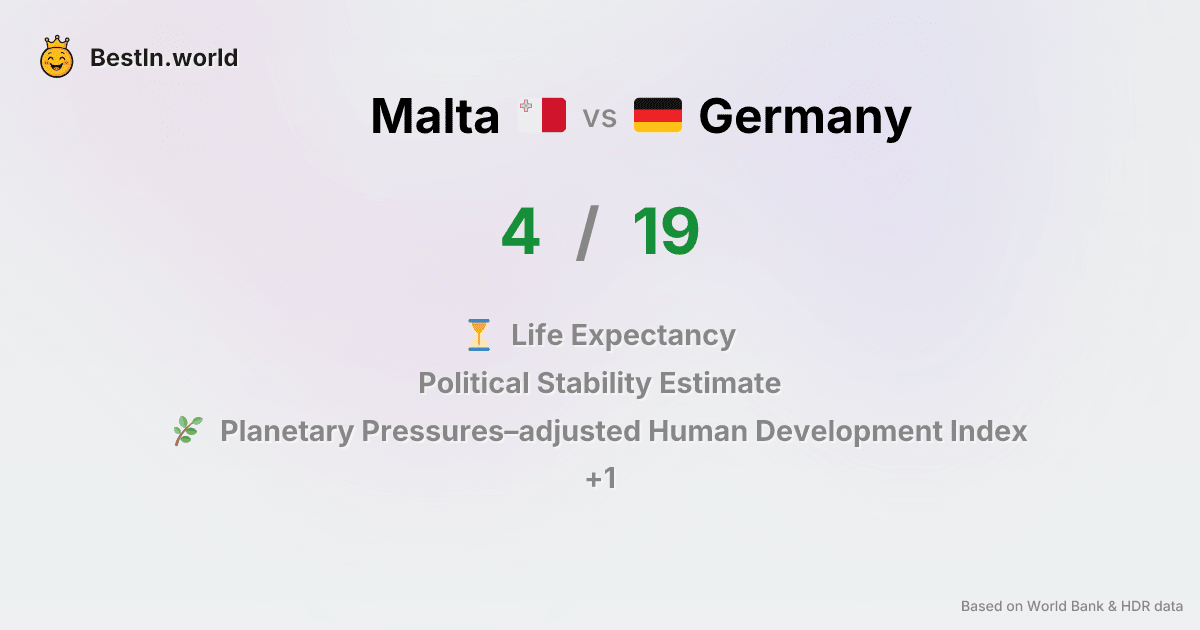 BestIn.world
Malta vs Germany
4 / 19
Life Expectancy
Political Stability Estimate
Planetary Pressures–adjusted Human Development Index
+1
Based on World Bank & HDR data